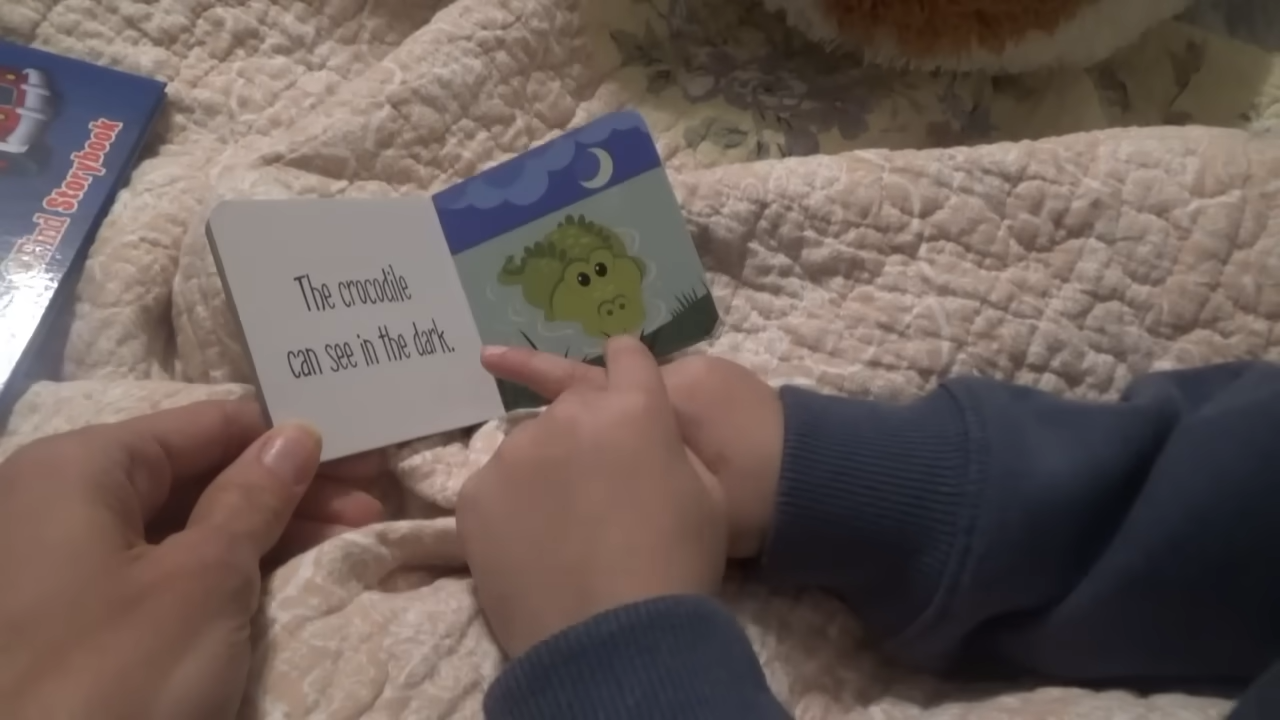 The crocodile
can see in the dark.
Storybook